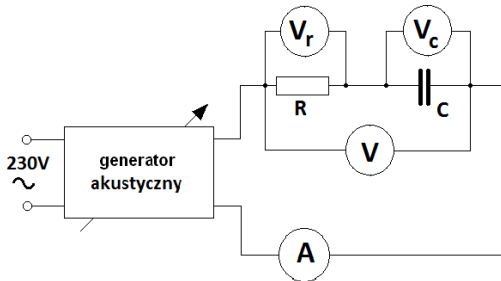 Vr
Vc
R
C
230V
generator
akustyczny
V
A